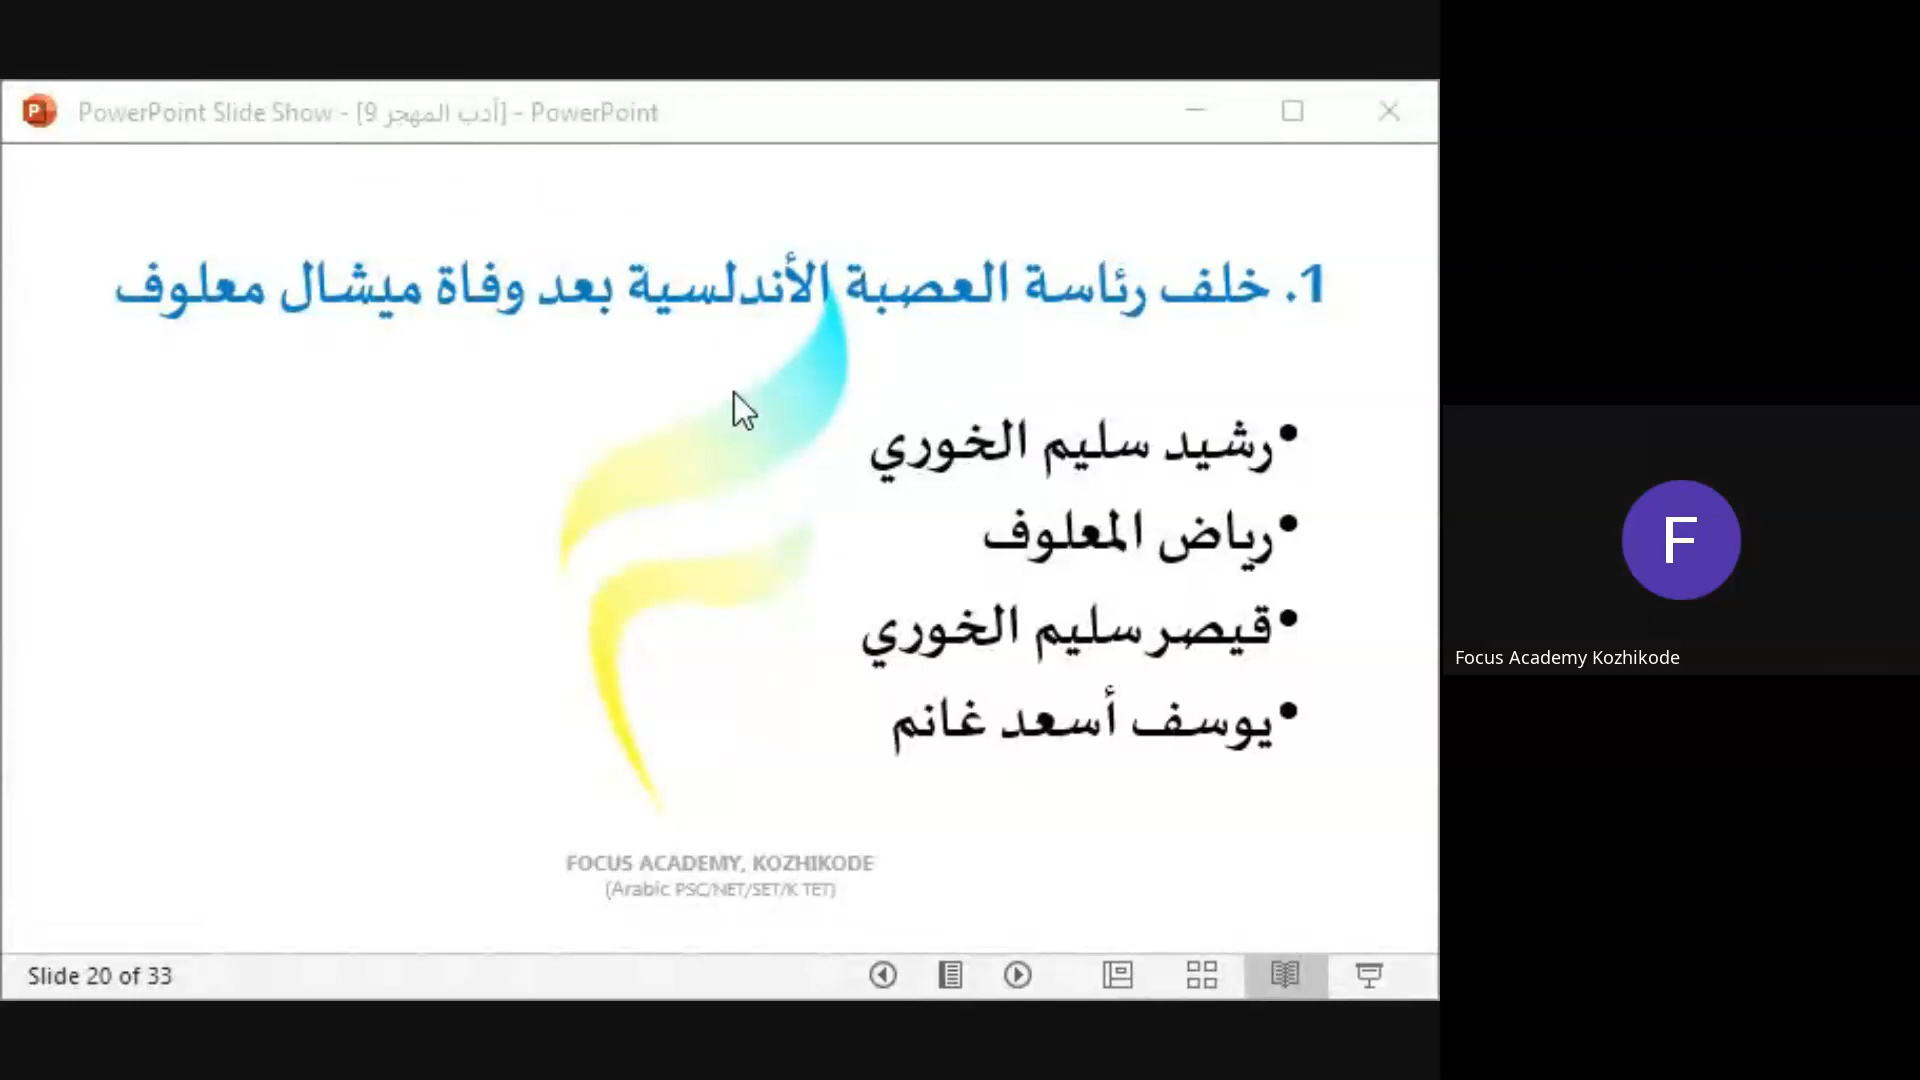 PowerPoint Slide Show - [أدب المهجر 9] - PowerPoint
1. خلف رئاسة العصبة الأندلسية بعد وفاة ميشال معلوف
•رشيد سليم الخوري
•رياض المعلوف
•قيصر سليم الخوري
•يوسف أسعد غانم
FOCUS ACADEMY, KOZHIKODE
(Arabic PSC/NET/SET/K TET)
Slide 20 of 33
F
Focus Academy Kozhikode